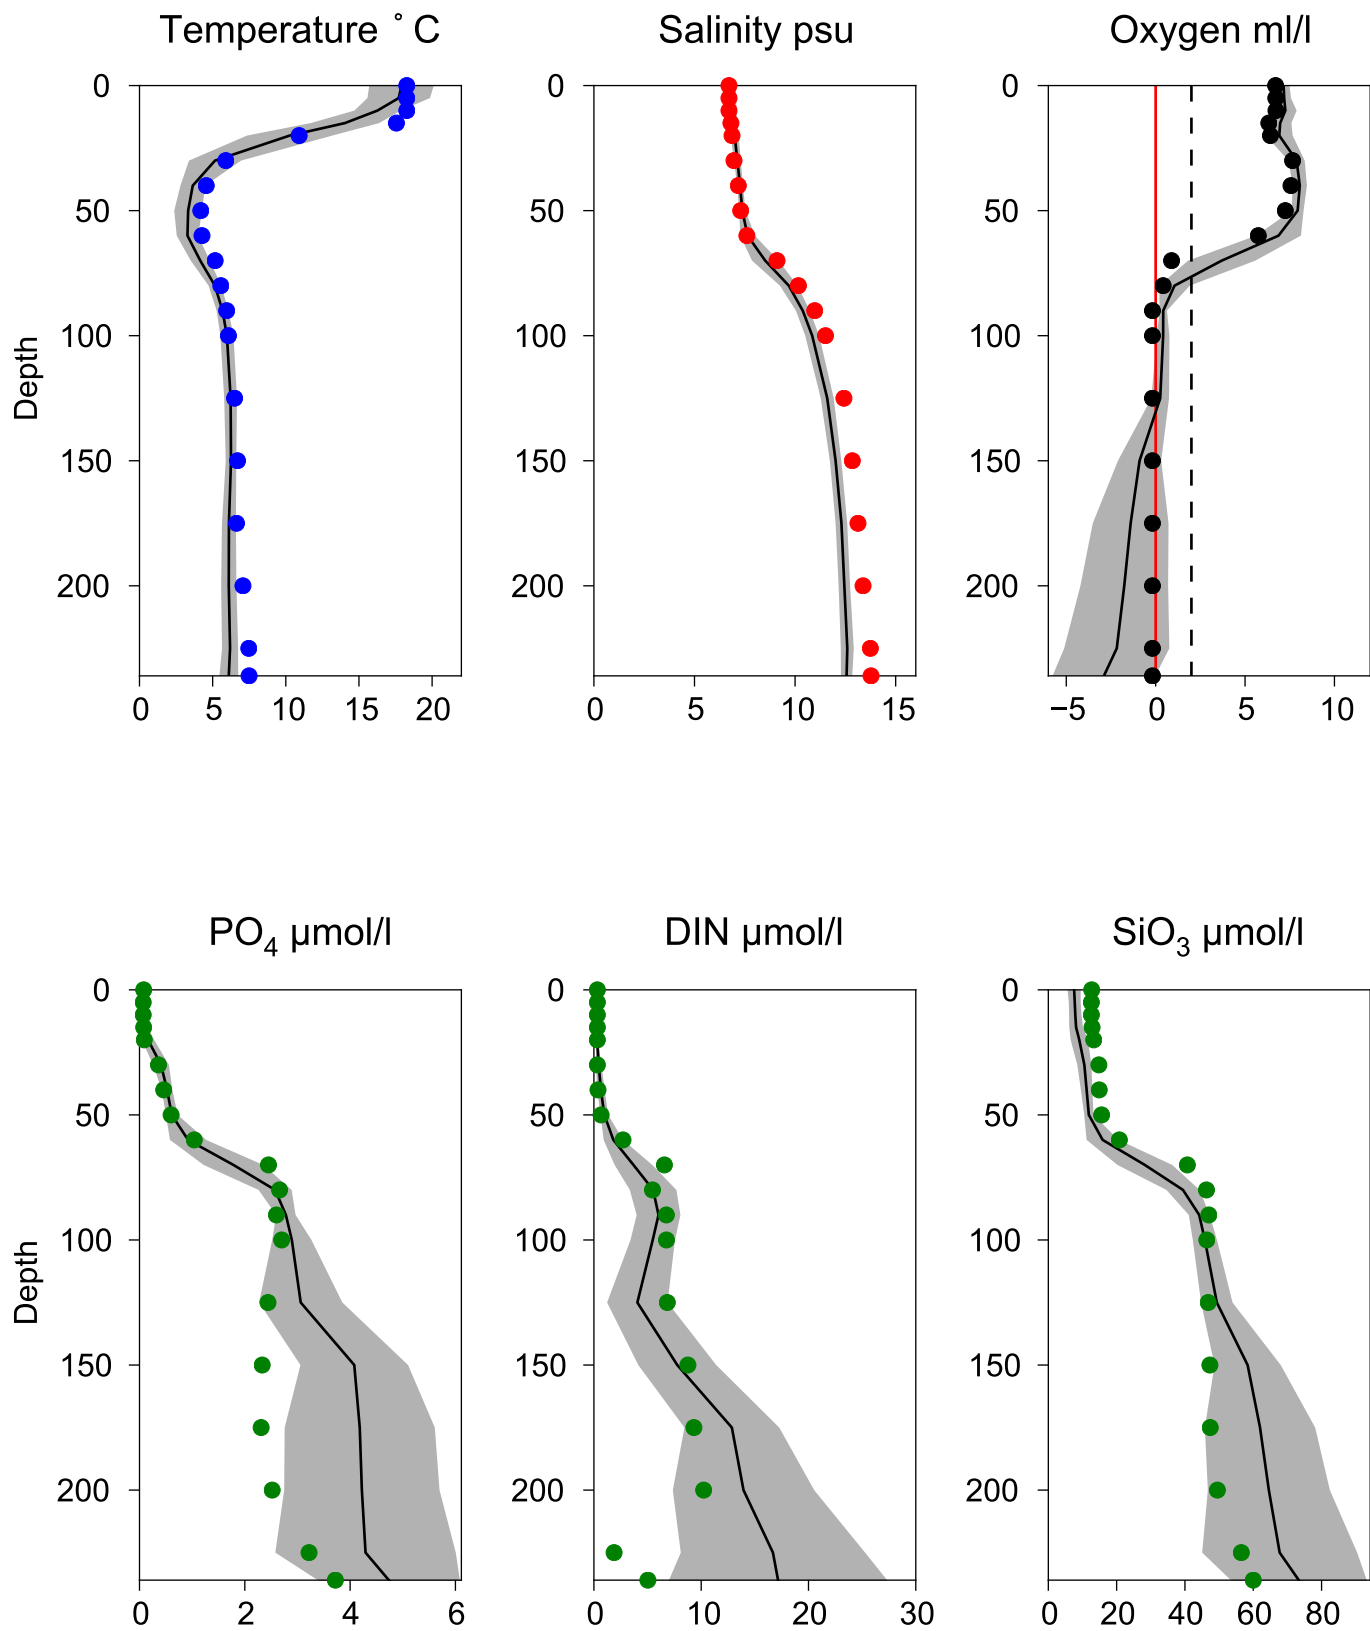 Temperature ° C
Salinity psu
Oxygen ml/l
Depth
0
50
100
150
200
0 5 10 15 20
0
50
100
150
200
0 5 10 15
0
50
100
150
200
−5 0 5 10
PO4 µmol/l
DIN µmol/l
SiO3 µmol/l
Depth
0
50
100
150
200
0 2 4 6
0
50
100
150
200
0 10 20 30
0
50
100
150
200
0 20 40 60 80